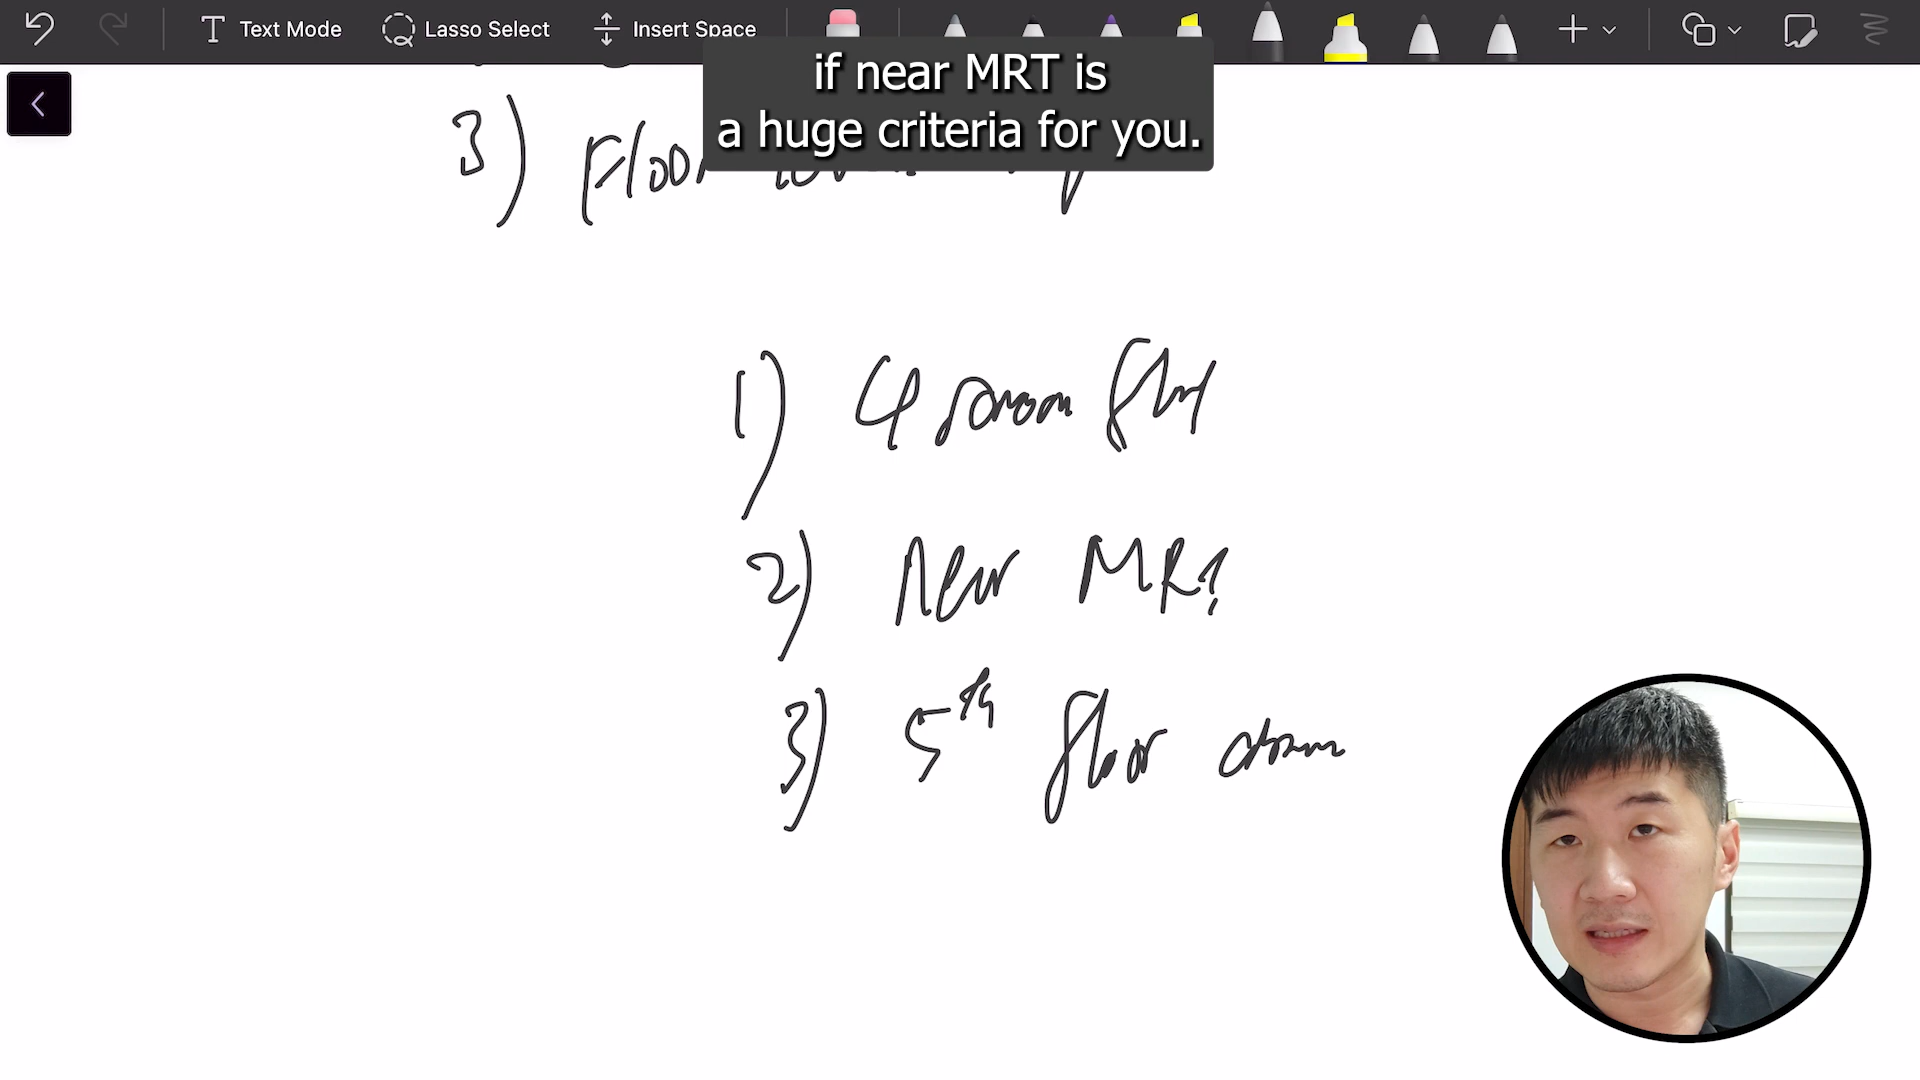 Text Mode Lasso Select Insert Space
if near MRT is
a huge criteria for you.
3) Floor
1) 4 room flat
2) Near MRT
3) 5th floor down